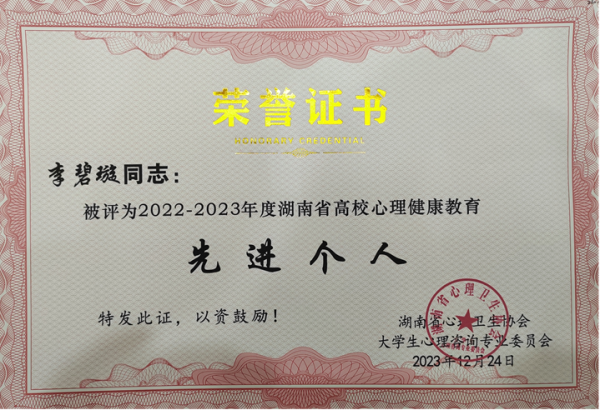 荣誉证书
HONORARY CREDENTIAL
李碧璇同志：
被评为2022-2023年度湖南省高校心理健康教育
先进个人
特发此证，以资鼓励！
湖南省心理卫生协会
大学生心理咨询专业委员会
2023年12月24日